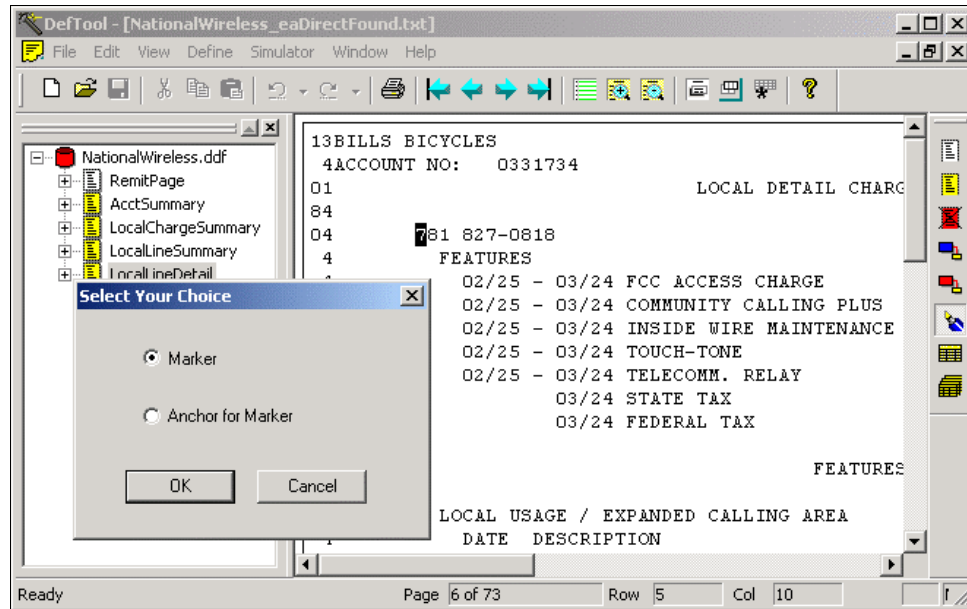 DefTool - [NationalWireless_eaDirectFound.txt]
File Edit View Define Simulator Window Help
NationalWireless.ddf
RemitPage
AcctSummary
LocalChargeSummary
LocalLineSummary
LocalLineDetail
13BILLS BICYCLES
4ACCOUNT NO: 0331734
01 LOCAL DETAIL CHARG
84
04 781 827-0818
4 FEATURES
02/25 - 03/24 FCC ACCESS CHARGE
02/25 - 03/24 COMMUNITY CALLING PLUS
02/25 - 03/24 INSIDE WIRE MAINTENANCE
02/25 - 03/24 TOUCH-TONE
02/25 - 03/24 TELECOMM. RELAY
03/24 STATE TAX
03/24 FEDERAL TAX
FEATURES
LOCAL USAGE / EXPANDED CALLING AREA
DATE DESCRIPTION
Select Your Choice
Marker
Anchor for Marker
OK Cancel
Ready Page 6 of 73 Row 5 Col 10